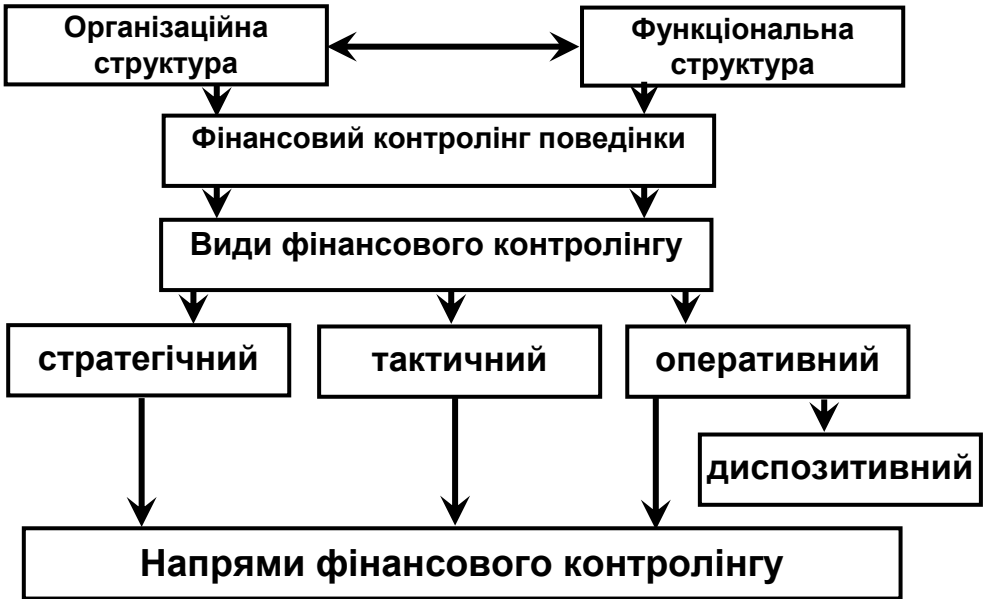 Організаційна
структура
Функціональна
структура
Фінансовий контролінг поведінки
Види фінансового контролінгу
стратегічний
тактичний
оперативний
диспозитивний
Напрями фінансового контролінгу